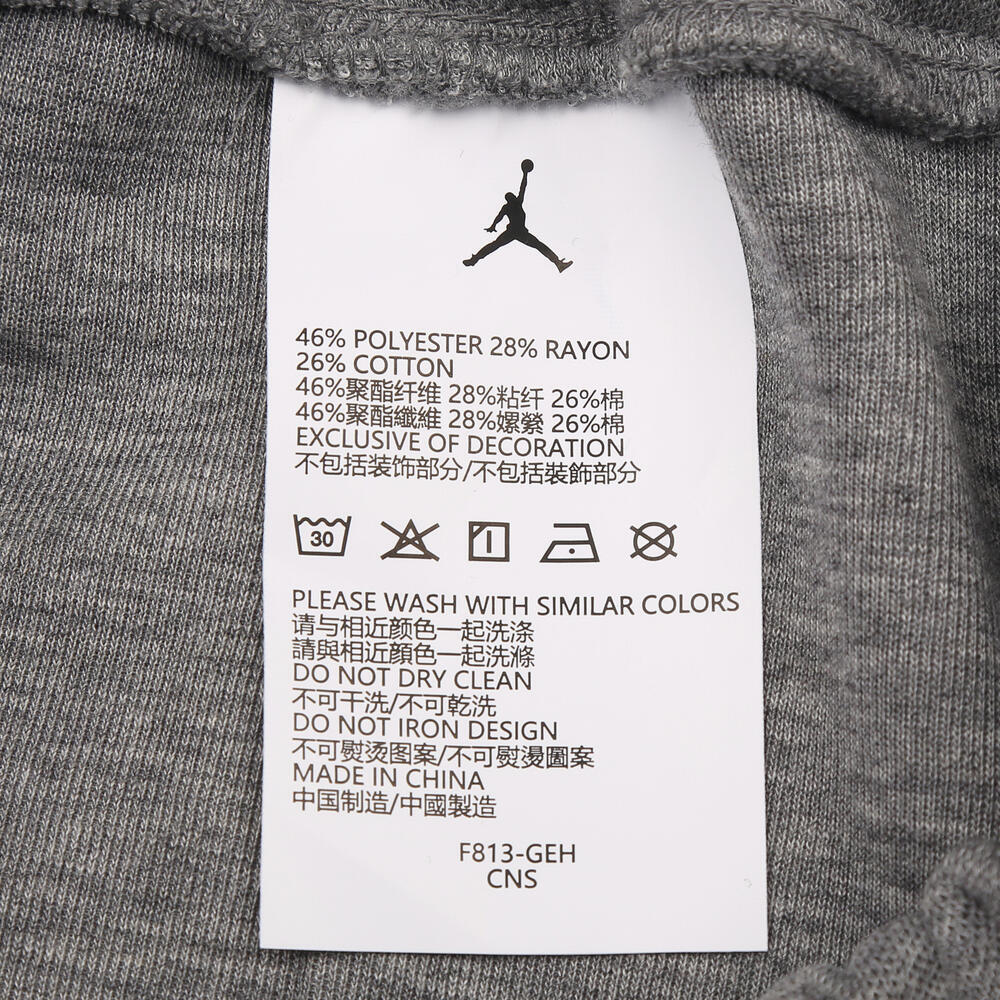 46% POLYESTER 28% RAYON
26% COTTON
46%聚酯纤维 28%粘纤 26%棉
46%聚酯纖維 28%嫘縈 26%棉
EXCLUSIVE OF DECORATION
不包括装饰部分/不包括裝飾部分
30
PLEASE WASH WITH SIMILAR COLORS
请与相近颜色一起洗涤
請與相近顏色一起洗滌
DO NOT DRY CLEAN
不可干洗/不可乾洗
DO NOT IRON DESIGN
不可熨烫图案/不可熨燙圖案
MADE IN CHINA
中国制造/中國製造
F813-GEH
CNS